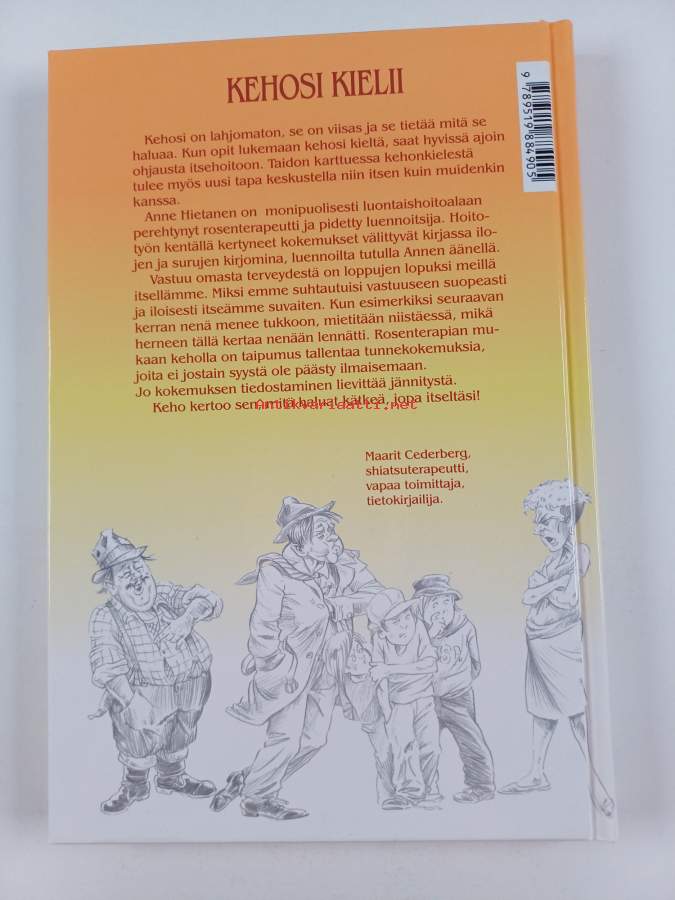 KEHOSI KIELII
Kehosi on lahjomaton, se on viisas ja se tietää mitä se
haluaa. Kun opit lukemaan kehosi kieltä, saat hyvissä ajoin
ohjausta itsehoitoon. Taidon karttuessa kehonkielestä
tulee myös uusi tapa keskustella niin itsen kuin muidenkin
kanssa.
Anne Hietanen on monipuolisesti luontaishoitoalaan
perehtynyt rosenterapeutti ja pidetty luennoitsija. Hoito-
työn kentällä kertyneet kokemukset välittyvät kirjassa ilo-
jen ja surujen kirjomina, luennoilta tutulla Annen äänellä.
Vastuu omasta terveydestä on loppujen lopuksi meillä
itsellämme. Miksi emme suhtautuisi vastuuseen suopeasti
ja iloisesti itseämme suvaiten. Kun esimerkiksi seuraavan
kerran nenä menee tukkoon, mietitään niistäessä, mikä
herneen tällä kertaa nenään lennätti. Rosenterapian mu-
kaan keholla on taipumus tallentaa tunnekokemuksia,
joita ei jostain syystä ole päästy ilmaisemaan.
Jo kokemuksen tiedostaminen lievittää jännitystä.
Keho kertoo sen, mitä haluat kätkeä, jopa itseltäsi!
Antikvariaatti.net
Maarit Cederberg,
shiatsuterapeutti,
vapaa toimittaja,
tietokirjailija.
9 789519 884905